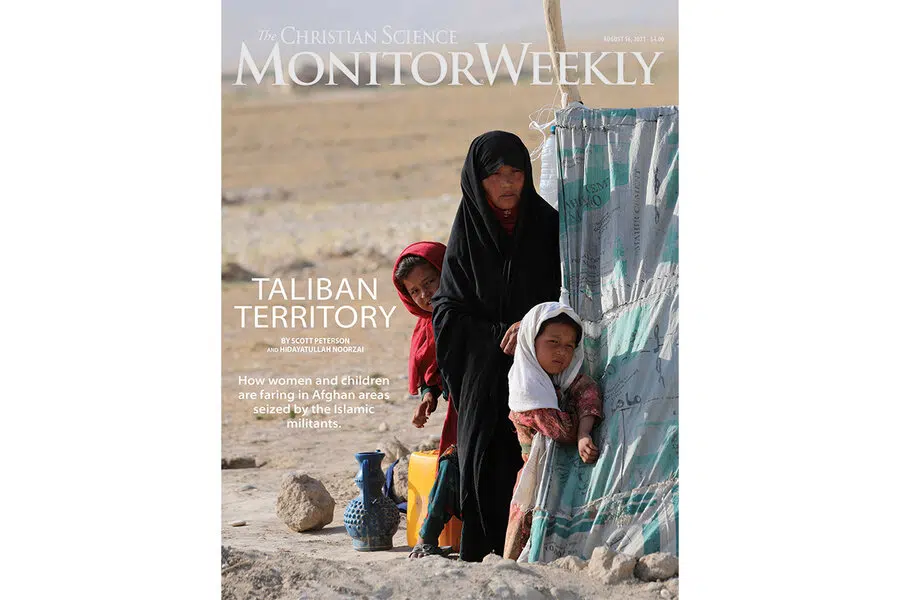 The CHRISTIAN SCIENCE
MONITORWEEKLY
TALIBAN
TERRITORY
BY SCOTT PETERSON
AND HIDAYATULLAH NOORZAI
How women and children
are faring in Afghan areas
seized by the Islamic
militants.